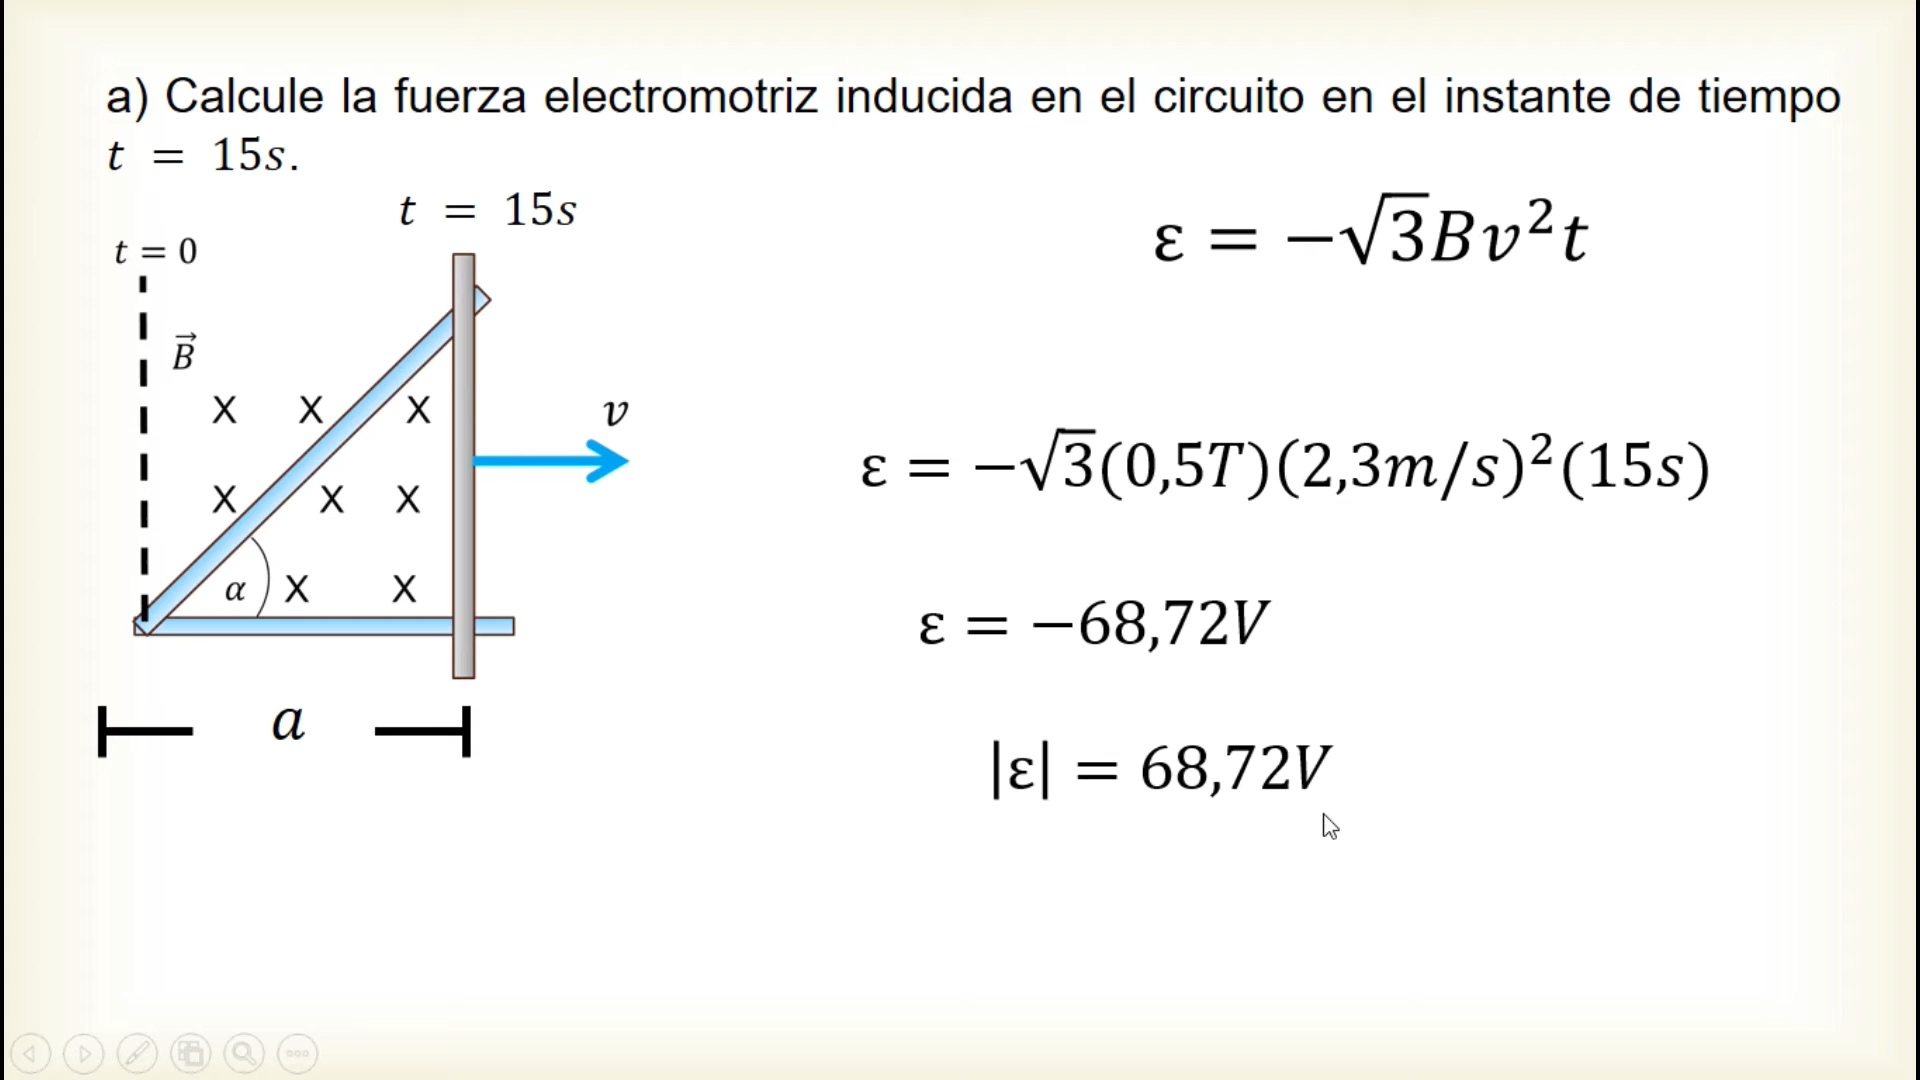 a) Calcule la fuerza electromotriz inducida en el circuito en el instante de tiempo
t = 15s.
t = 15s
t = 0
B⃗
X X X
v
X X X
α X X
a
ε = −√3Bv²t
ε = −√3(0,5T)(2,3m/s)²(15s)
ε = −68,72V
|ε| = 68,72V